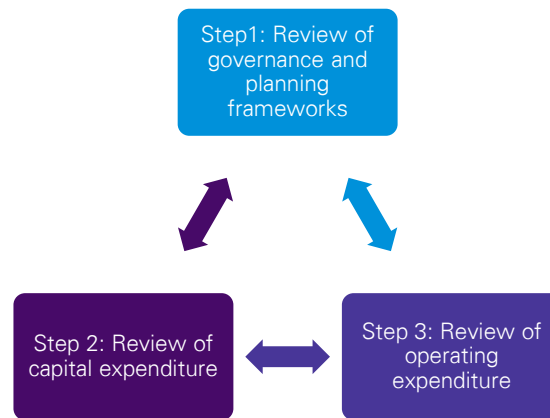 Step1: Review of
governance and
planning
frameworks
Step 2: Review of
capital expenditure
Step 3: Review of
operating
expenditure